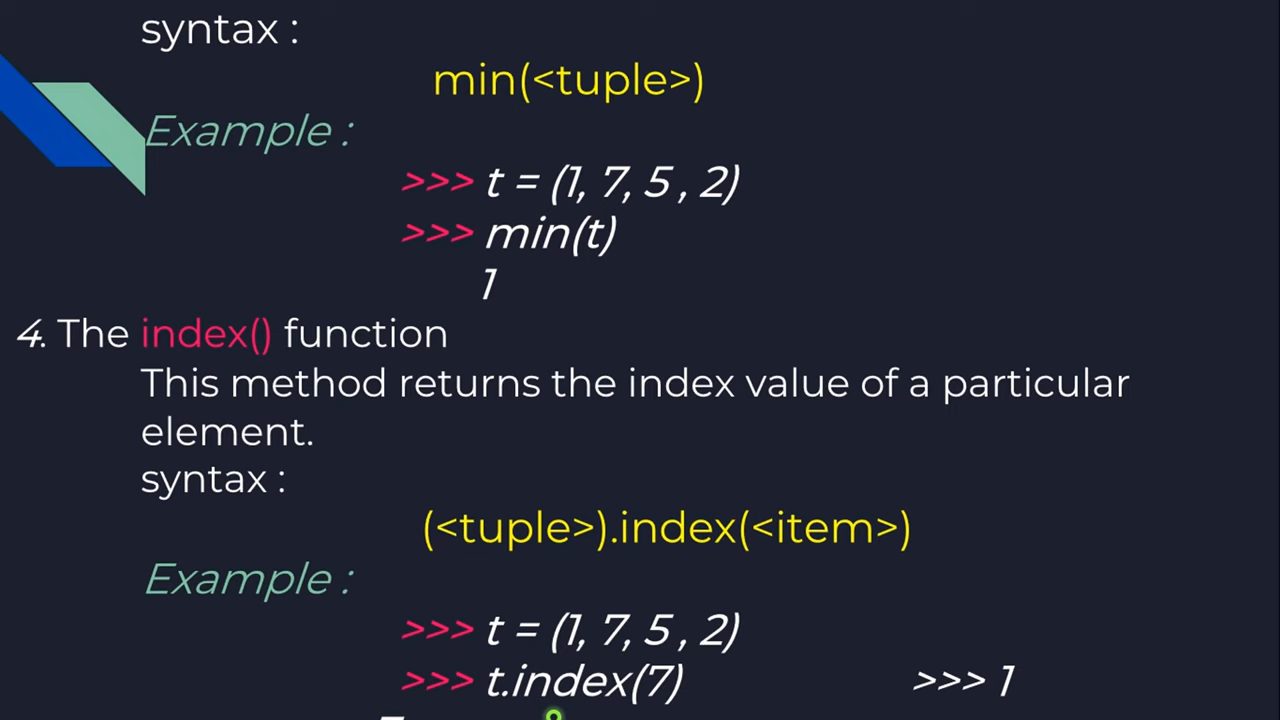 syntax :
min(<tuple>)
Example :
>>> t = (1, 7, 5 , 2)
>>> min(t)
1
4. The index() function
This method returns the index value of a particular
element.
syntax :
(<tuple>).index(<item>)
Example :
>>> t = (1, 7, 5 , 2)
>>> t.index(7) >>> 1